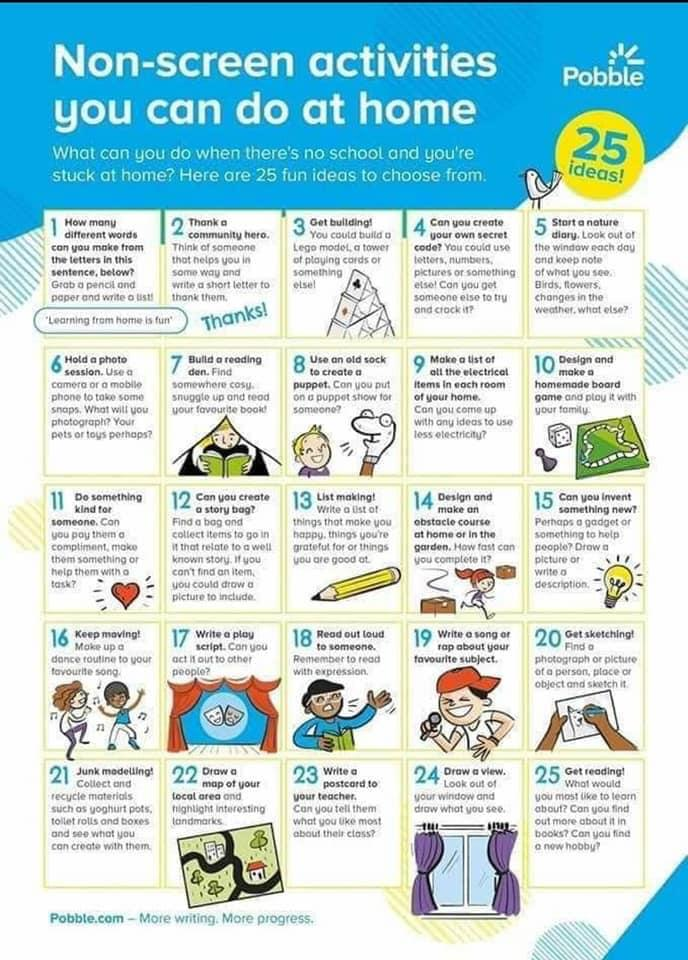 Non-screen activities
you can do at home
Pobble
What can you do when there's no school and you're
stuck at home? Here are 25 fun ideas to choose from.
25
ideas!
1 How many
different words
can you make from
the letters in this
sentence, below?
Grab a pencil and
paper and write a list!
'Learning from home is fun'
2 Thank a
community hero.
Think of someone
that helps you in
some way and
write a short letter to
thank them.
Thanks!
3 Get building!
You could build a
Lego model, a tower
of playing cards or
something
else!
4 Can you create
your own secret
code? You could use
letters, numbers,
pictures or something
else! Can you get
someone else to try
and crack it?
5 Start a nature
diary. Look out of
the window each day
and keep note
of what you see.
Birds, flowers,
changes in the
weather, what else?
6 Hold a photo
session. Use a
camera or a mobile
phone to take some
snaps. What will you
photograph? Your
pets or toys perhaps?
7 Build a reading
den. Find
somewhere cosy,
snuggle up and read
your favourite book!
8 Use an old sock
to create a
puppet. Can you put
on a puppet show for
someone?
9 Make a list of
all the electrical
items in each room
of your home.
Can you come up
with any ideas to use
less electricity?
10 Design and
make a
homemade board
game and play it with
your family.
11 Do something
kind for
someone. Can
you pay them a
compliment, make
them something or
help them with a
task?
12 Can you create
a story bag?
Find a bag and
collect items to go in
it that relate to a well
known story. If you
can't find an item,
you could draw a
picture to include.
13 List making!
Write a list of
things that make you
happy, things you're
grateful for or things
you are good at.
14 Design and
make an
obstacle course
at home or in the
garden. How fast can
you complete it?
15 Can you invent
something new?
Perhaps a gadget or
something to help
people? Draw a
picture or
write a
description.
16 Keep moving!
Make up a
dance routine to your
favourite song.
17 Write a play
script. Can you
act it out to other
people?
18 Read out loud
to someone.
Remember to read
with expression.
19 Write a song or
rap about your
favourite subject.
20 Get sketching!
Find a
photograph or picture
of a person, place or
object and sketch it.
21 Junk modelling!
Collect and
recycle materials
such as yoghurt pots,
toilet rolls and boxes
and see what you
can create with them.
22 Draw a
map of your
local area and
highlight interesting
landmarks.
23 Write a
postcard to
your teacher.
Can you tell them
what you like most
about their class?
24 Draw a view.
Look out of
your window and
draw what you see.
25 Get reading!
What would
you most like to learn
about? Can you find
out more about it in
books? Can you find
a new hobby?
Pobble.com – More writing. More progress.